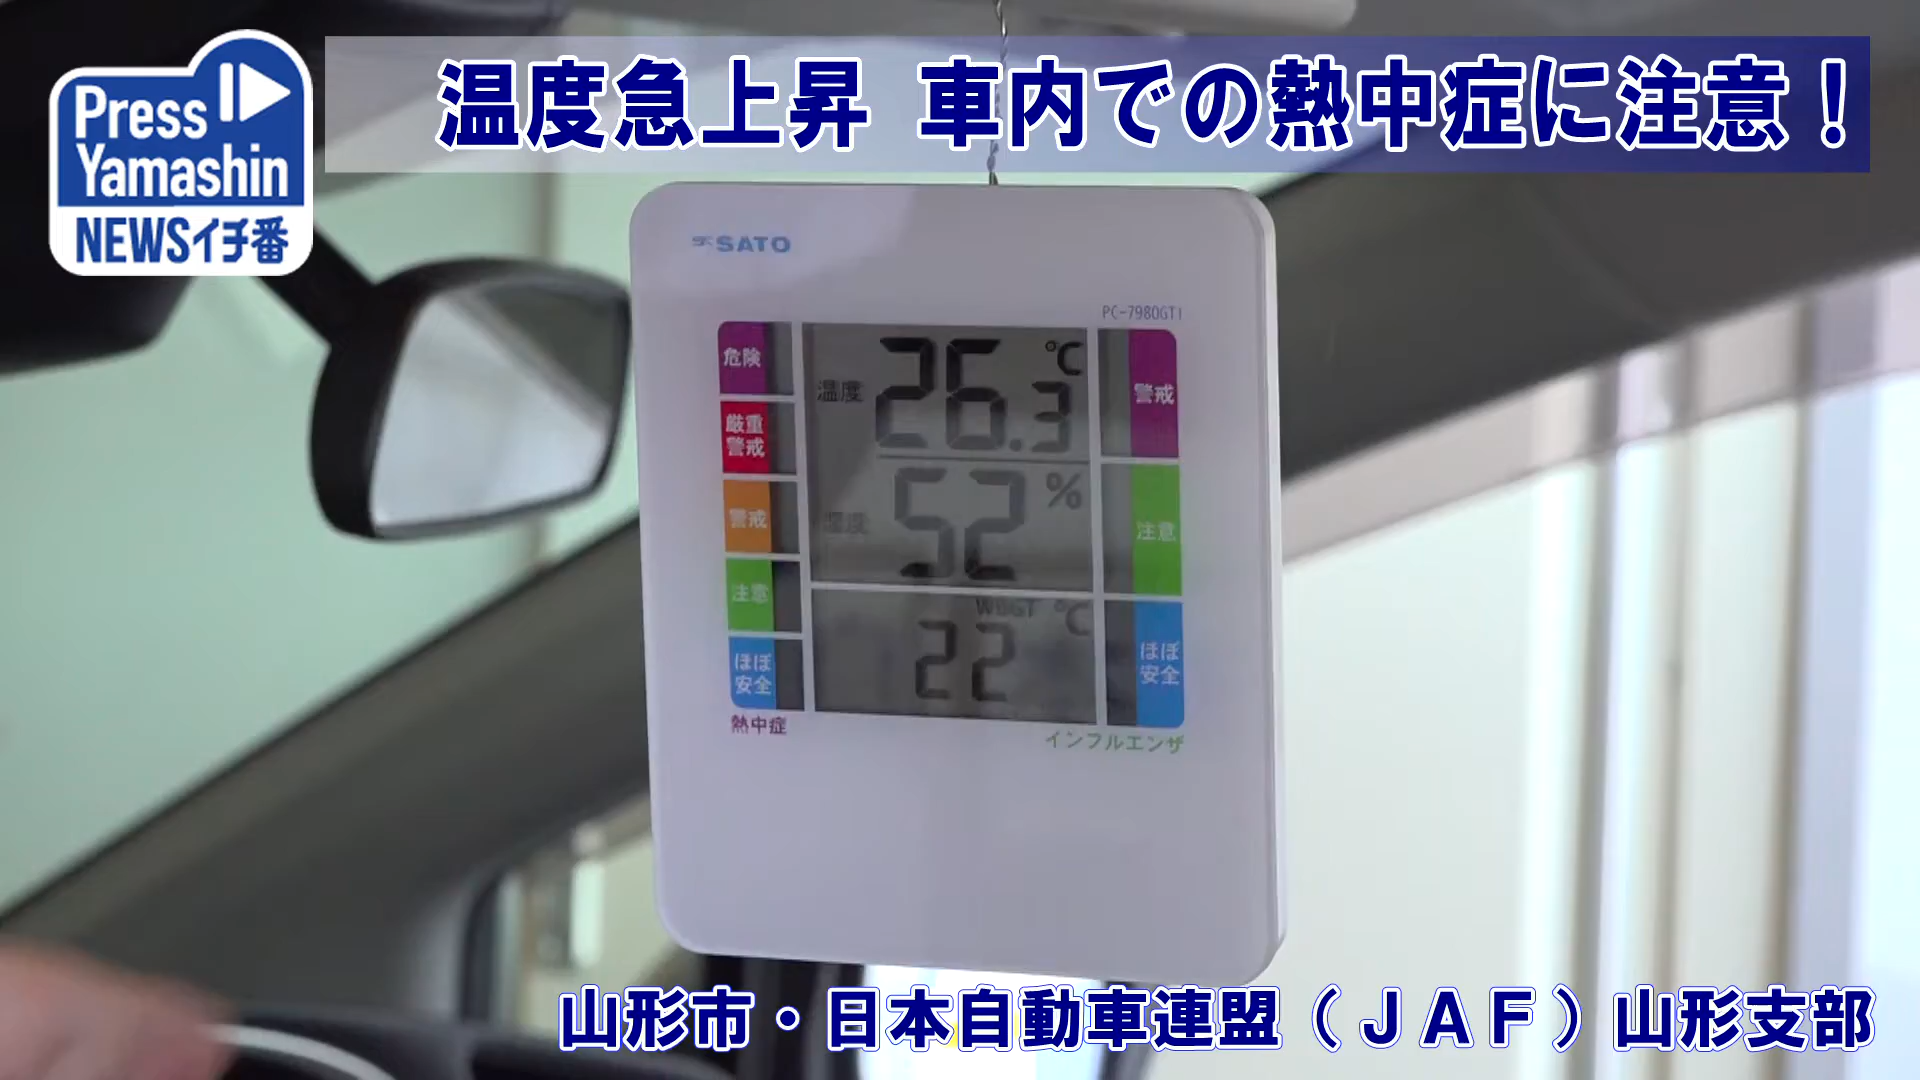 Press
Yamashin
NEWSイチ番
温度急上昇 車内での熱中症に注意！
SATO
PC-7980GTI
危険
厳重
警戒
警戒
注意
ほぼ
安全
熱中症
温度 26.3 ℃
湿度 52 %
WBGT ℃
22
警戒
注意
ほぼ
安全
インフルエンザ
山形市・日本自動車連盟（ＪＡＦ）山形支部